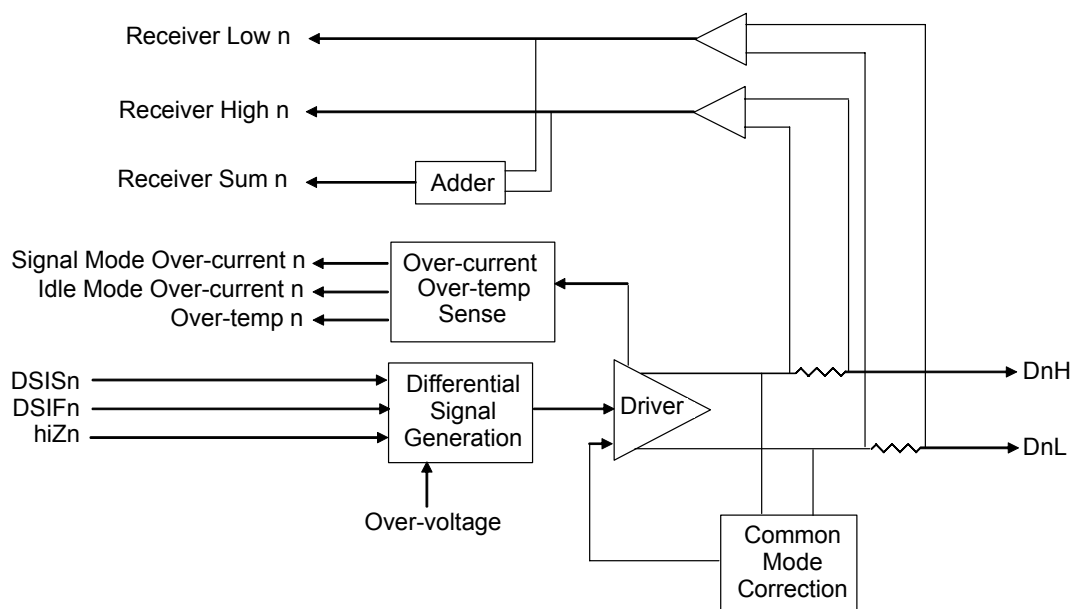 Receiver Low n
Receiver High n
Receiver Sum n
Adder
Signal Mode Over-current n
Idle Mode Over-current n
Over-temp n
Over-current
Over-temp
Sense
DSISn
DSIFn
hiZn
Differential
Signal
Generation
Driver
DnH
DnL
Over-voltage
Common
Mode
Correction